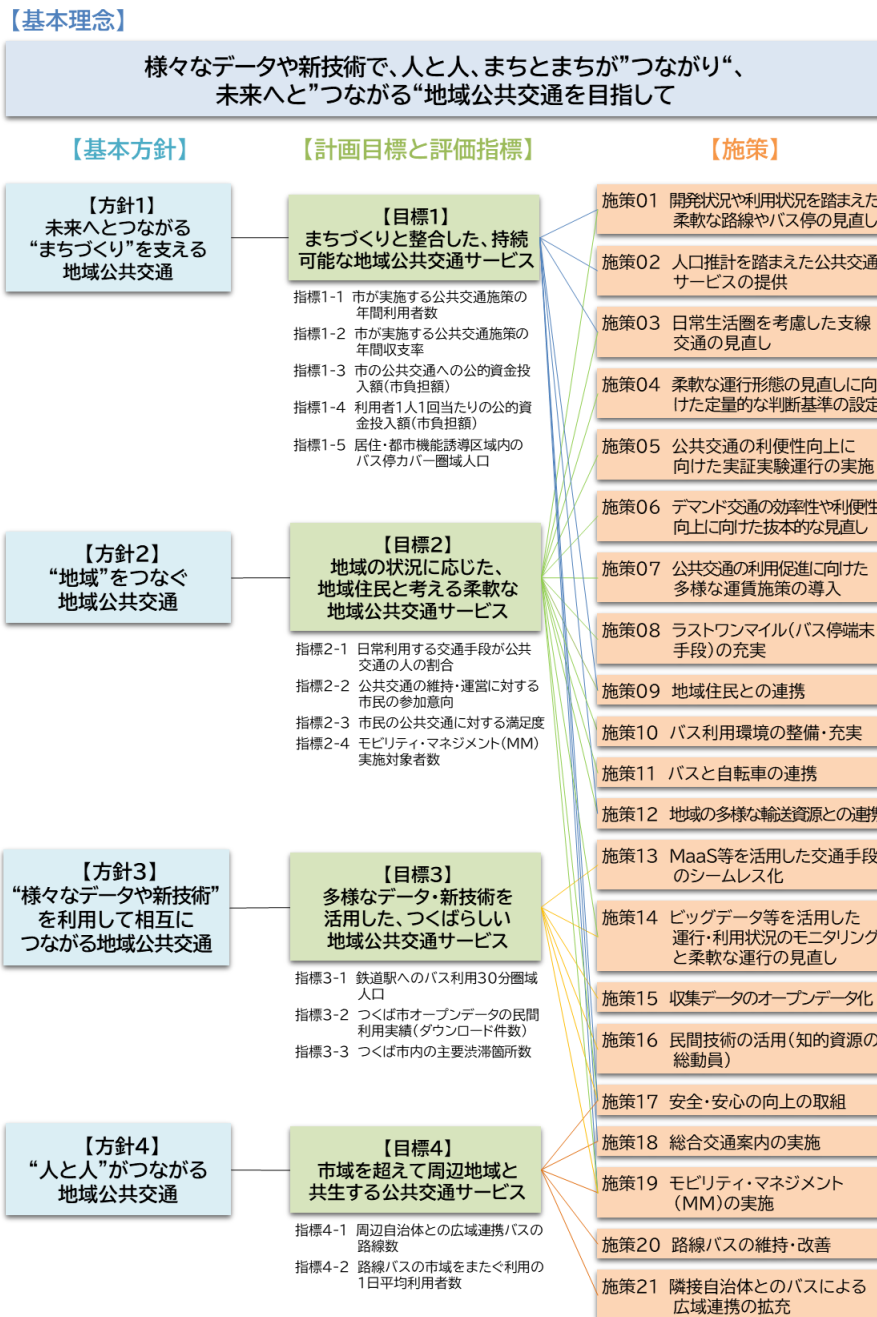 【基本理念】
様々なデータや新技術で、人と人、まちとまちが”つながり“、
未来へと”つながる“地域公共交通を目指して
【基本方針】
【計画目標と評価指標】
【施策】
【方針1】
未来へとつながる
“まちづくり”を支える
地域公共交通
【目標1】
まちづくりと整合した、持続
可能な地域公共交通サービス
指標1-1 市が実施する公共交通施策の
年間利用者数
指標1-2 市が実施する公共交通施策の
年間収支率
指標1-3 市の公共交通への公的資金投
入額(市負担額)
指標1-4 利用者1人1回当たりの公的資
金投入額(市負担額)
指標1-5 居住・都市機能誘導区域内の
バス停カバー圏域人口
【方針2】
“地域”をつなぐ
地域公共交通
【目標2】
地域の状況に応じた、
地域住民と考える柔軟な
地域公共交通サービス
指標2-1 日常利用する交通手段が公共
交通の人の割合
指標2-2 公共交通の維持・運営に対する
市民の参加意向
指標2-3 市民の公共交通に対する満足度
指標2-4 モビリティ・マネジメント(MM)
実施対象者数
【方針3】
“様々なデータや新技術”
を利用して相互に
つながる地域公共交通
【目標3】
多様なデータ・新技術を
活用した、つくばらしい
地域公共交通サービス
指標3-1 鉄道駅へのバス利用30分圏域
人口
指標3-2 つくば市オープンデータの民間
利用実績(ダウンロード件数)
指標3-3 つくば市内の主要渋滞箇所数
【方針4】
“人と人”がつながる
地域公共交通
【目標4】
市域を超えて周辺地域と
共生する公共交通サービス
指標4-1 周辺自治体との広域連携バスの
路線数
指標4-2 路線バスの市域をまたぐ利用の
1日平均利用者数
施策01 開発状況や利用状況を踏まえた
柔軟な路線やバス停の見直し
施策02 人口推計を踏まえた公共交通
サービスの提供
施策03 日常生活圏を考慮した支線
交通の見直し
施策04 柔軟な運行形態の見直しに向
けた定量的な判断基準の設定
施策05 公共交通の利便性向上に
向けた実証実験運行の実施
施策06 デマンド交通の効率性や利便性
向上に向けた抜本的な見直し
施策07 公共交通の利用促進に向けた
多様な運賃施策の導入
施策08 ラストワンマイル(バス停端末
手段)の充実
施策09 地域住民との連携
施策10 バス利用環境の整備・充実
施策11 バスと自転車の連携
施策12 地域の多様な輸送資源との連携
施策13 MaaS等を活用した交通手段
のシームレス化
施策14 ビッグデータ等を活用した
運行・利用状況のモニタリング
と柔軟な運行の見直し
施策15 収集データのオープンデータ化
施策16 民間技術の活用(知的資源の
総動員)
施策17 安全・安心の向上の取組
施策18 総合交通案内の実施
施策19 モビリティ・マネジメント
(MM)の実施
施策20 路線バスの維持・改善
施策21 隣接自治体とのバスによる
広域連携の拡充